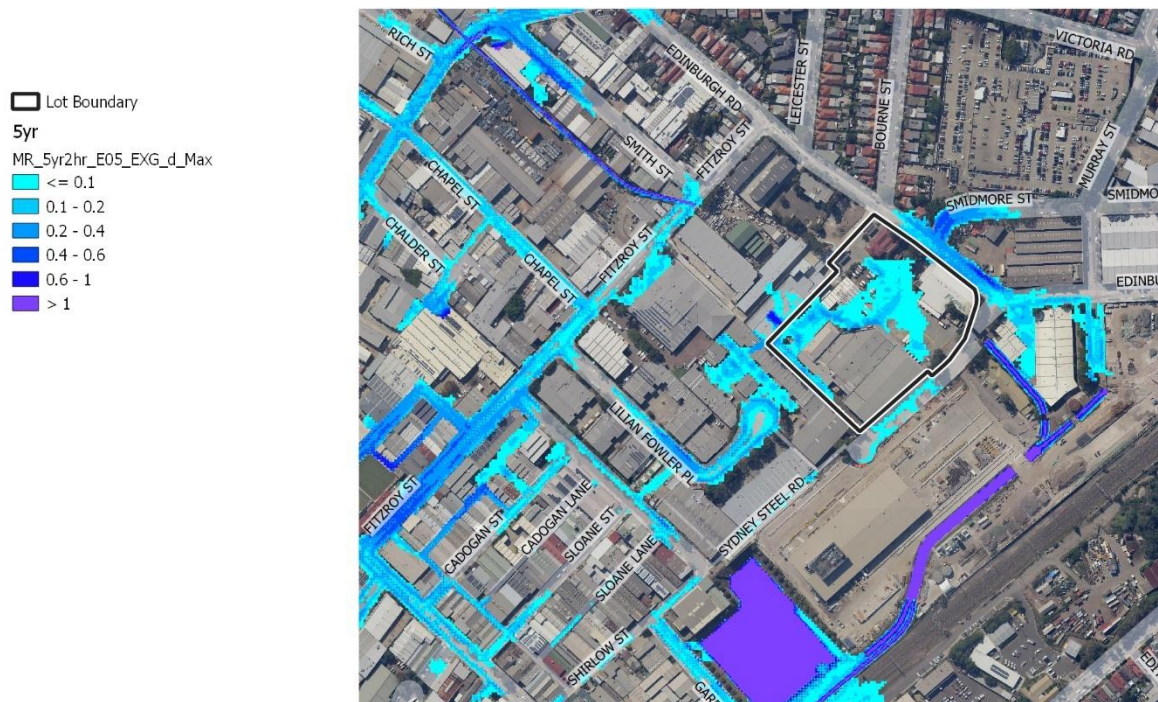 Lot Boundary
5yr
MR_5yr2hr_E05_EXG_d_Max
<= 0.1
0.1 - 0.2
0.2 - 0.4
0.4 - 0.6
0.6 - 1
> 1
RICH ST
EDINBURGH RD
LEICESTER ST
BOURNE ST
VICTORIA RD
MURRAY ST
SMITH ST
FITZROY ST
SMIDMORE ST
SMIDMO
CHAPEL ST
CHALDER ST
CHAPEL ST
FITZROY ST
EDINBU
LILIAN FOWLER PL
FITZROY ST
CADOGAN ST
CADOGAN LANE
SLOANE ST
SLOANE LANE
SYDNEY STEEL RD
SHIRLOW ST
GAR
EDI